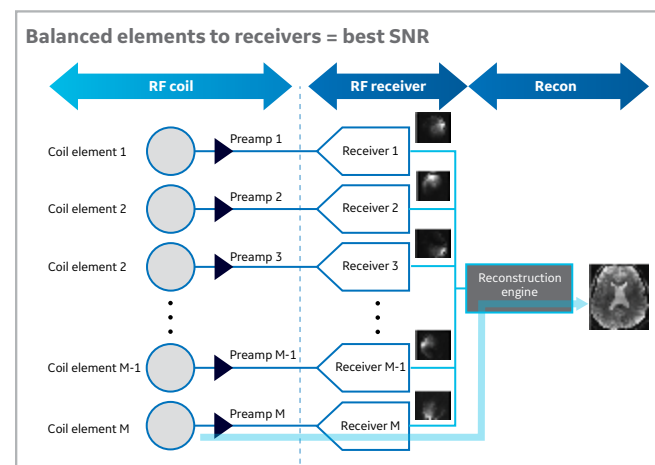 Balanced elements to receivers = best SNR
RF coil RF receiver Recon
Coil element 1 Preamp 1 Receiver 1
Coil element 2 Preamp 2 Receiver 2
Coil element 2 Preamp 3 Receiver 3
Reconstruction
engine
Coil element M-1 Preamp M-1 Receiver M-1
Coil element M Preamp M Receiver M